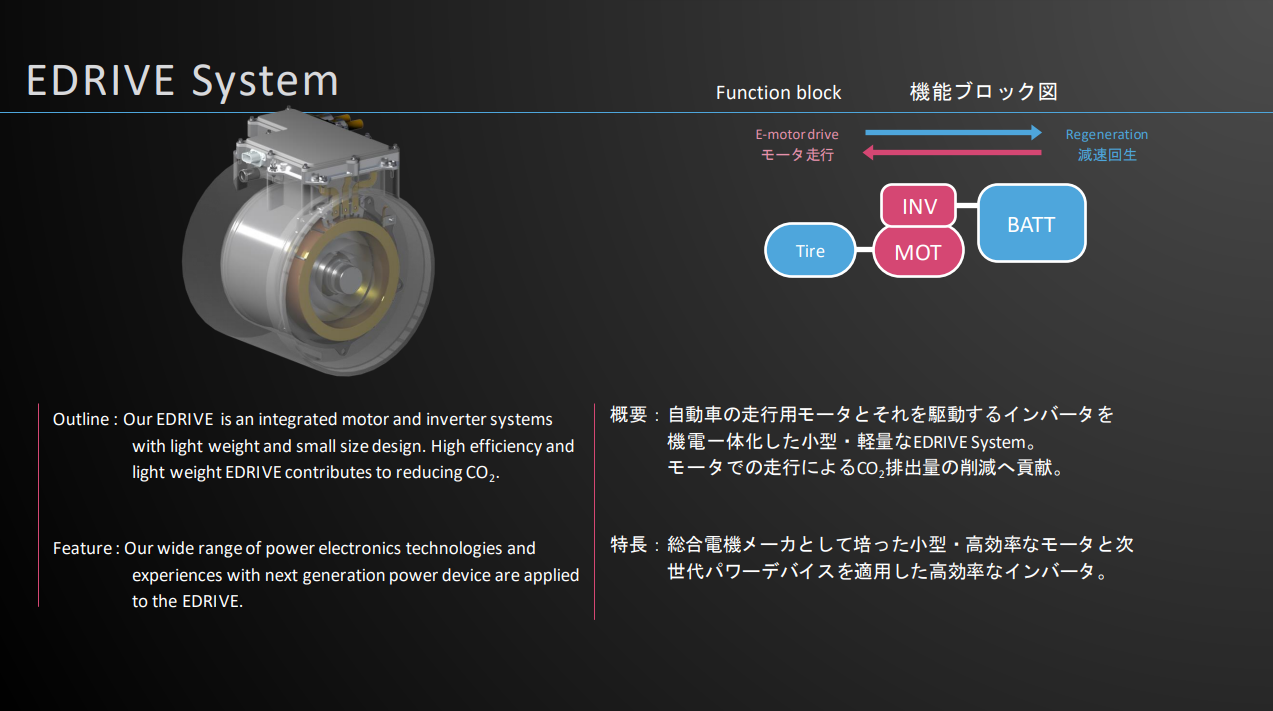 EDRIVE System
Function block 機能ブロック図
E-motor drive
モータ走行
Regeneration
減速回生
INV
BATT
Tire
MOT
Outline : Our EDRIVE is an integrated motor and inverter systems
with light weight and small size design. High efficiency and
light weight EDRIVE contributes to reducing CO₂.
Feature : Our wide range of power electronics technologies and
experiences with next generation power device are applied
to the EDRIVE.
概要：自動車の走行用モータとそれを駆動するインバータを
機電一体化した小型・軽量なEDRIVE System。
モータでの走行によるCO₂排出量の削減へ貢献。
特長：総合電機メーカとして培った小型・高効率なモータと次
世代パワーデバイスを適用した高効率なインバータ。